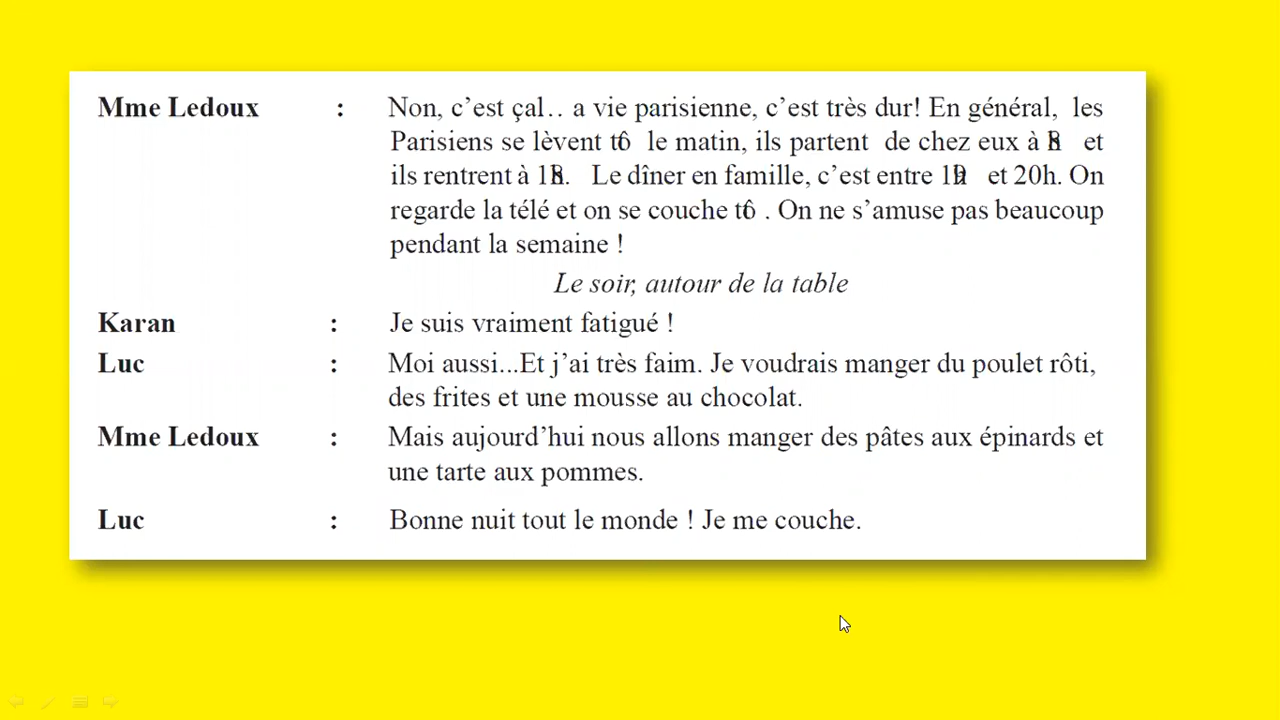 Mme Ledoux : Non, c'est çal.. a vie parisienne, c'est très dur! En général, les
Parisiens se lèvent tô le matin, ils partent de chez eux à 8h et
ils rentrent à 18h. Le dîner en famille, c'est entre 19h et 20h. On
regarde la télé et on se couche tô . On ne s'amuse pas beaucoup
pendant la semaine !
Le soir, autour de la table
Karan : Je suis vraiment fatigué !
Luc : Moi aussi...Et j'ai très faim. Je voudrais manger du poulet rôti,
des frites et une mousse au chocolat.
Mme Ledoux : Mais aujourd'hui nous allons manger des pâtes aux épinards et
une tarte aux pommes.
Luc : Bonne nuit tout le monde ! Je me couche.